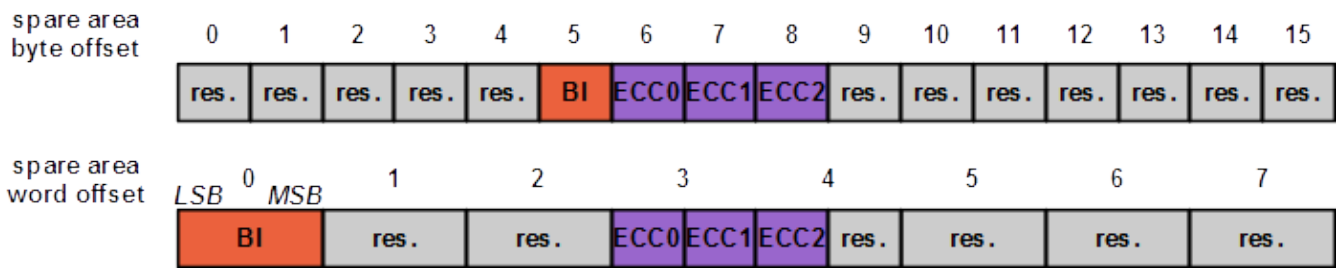 spare area
byte offset
0 1 2 3 4 5 6 7 8 9 10 11 12 13 14 15
res. res. res. res. res. BI ECC0 ECC1 ECC2 res. res. res. res. res. res. res.
spare area
word offset
LSB 0 MSB 1 2 3 4 5 6 7
BI res. res. ECC0 ECC1 ECC2 res. res. res. res.